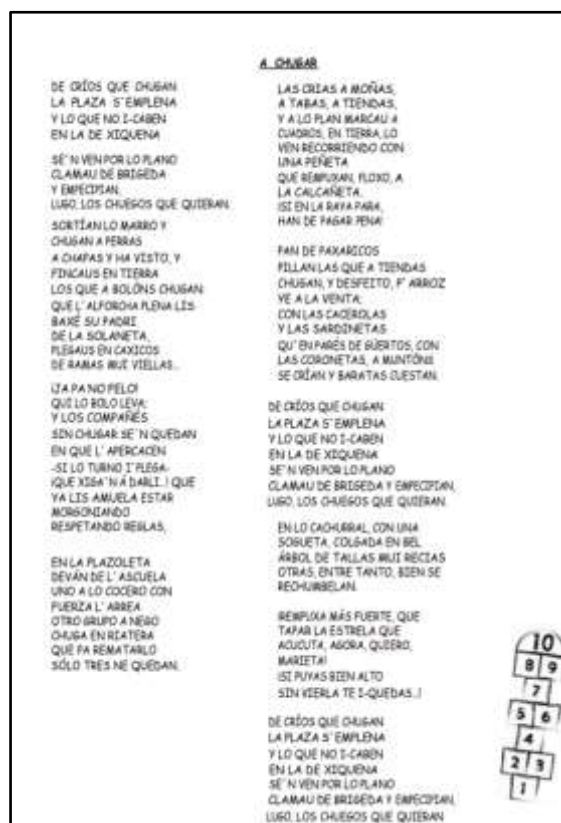 A CHUGAR
DE CRÍOS QUE CHUGAN
LA PLAZA S'EMPLENA
Y LO QUE NO I-CABEN
EN LA DE XIQUENA
SE'N VEN POR LO PLANO
CLAMAU DE BRIGEDA
Y EMPECIPIAN,
LUGO, LOS CHUEGOS QUE QUIERAN.
SORTÍAN LO MARRO Y
CHUGAN A PERRAS
A CHAPAS Y HA VISTO, Y
FINCAUS EN TIERRA
LOS QUE A BOLÓNS CHUGAN:
QUE L'ALFORCHA PLENA LIS
BAXÉ SU PADRI
DE LA SOLANETA,
PLEGAUS EN CAXICOS
DE RAMAS MUI VIELLAS...
¡JA PA NO PELO!
QUI LO BOLO LEVA;
Y LOS COMPAÑÉS
SIN CHUGAR SE'N QUEDAN
EN QUE L'APERCACEN
-SI LO TURNO I'PLEGA-
¡QUE XIGA'N Á DARLI..! QUE
YA LIS AMUELA ESTAR
MORGONIANDO
RESPETANDO REGLAS,
EN LA PLAZOLETA
DEVÁN DE L'ASCUELA
UNO A LO COCERO CON
FUERZA L'ARREA
OTRO GRUPO A NEGO
CHUGA EN RIATERA
QUE PA REMATARLO
SÓLO TRES NE QUEDAN.
LAS CRIAS A MOÑAS,
A TABAS, A TIENDAS,
Y A LO PLAN MARCAU A
CUADROS, EN TIERRA, LO
VEN RECORRIENDO CON
UNA PEÑETA
QUE REMPUXAN, FLOXO, A
LA CALCAÑETA.
¡SI EN LA RAYA PARA,
HAN DE PAGAR PENA!
PAN DE PAXARICOS
PILLAN LAS QUE A TIENDAS
CHUGAN, Y DESFEITO, P'ARROZ
VE A LA VENTA;
CON LAS CACEROLAS
Y LAS SARDINETAS
QU'EN PARÉS DE GÜERTOS, CON
LAS CORONETAS, A MUNTÓNS
SE CRÍAN Y BARATAS CUESTAN.
DE CRÍOS QUE CHUGAN
LA PLAZA S'EMPLENA
Y LO QUE NO I-CABEN
EN LA DE XIQUENA
SE'N VEN POR LO PLANO
CLAMAU DE BRIGEDA Y EMPECIPIAN,
LUGO, LOS CHUEGOS QUE QUIERAN.
EN LO CACHURRAL, CON UNA
SOGUETA, COLGADA EN BEL
ÁRBOL DE TALLAS MUI RECIAS
OTRAS, ENTRE TANTO, BIEN SE
RECHUMBELAN.
¡REMPUXA MÁS FUERTE, QUE
TAPAR LA ESTRELA QUE
ACUCUTA, AGORA, QUIERO,
MARIETA!
¡SI PUYAS BIEN ALTO
SIN VIERLA TE I-QUEDAS..!
DE CRÍOS QUE CHUGAN
LA PLAZA S'EMPLENA
Y LO QUE NO I-CABEN
EN LA DE XIQUENA
SE'N VEN POR LO PLANO
CLAMAU DE BRIGEDA Y EMPECIPIAN,
LUGO, LOS CHUEGOS QUE QUIERAN
10
8 9
7
5 6
4
2 3
1